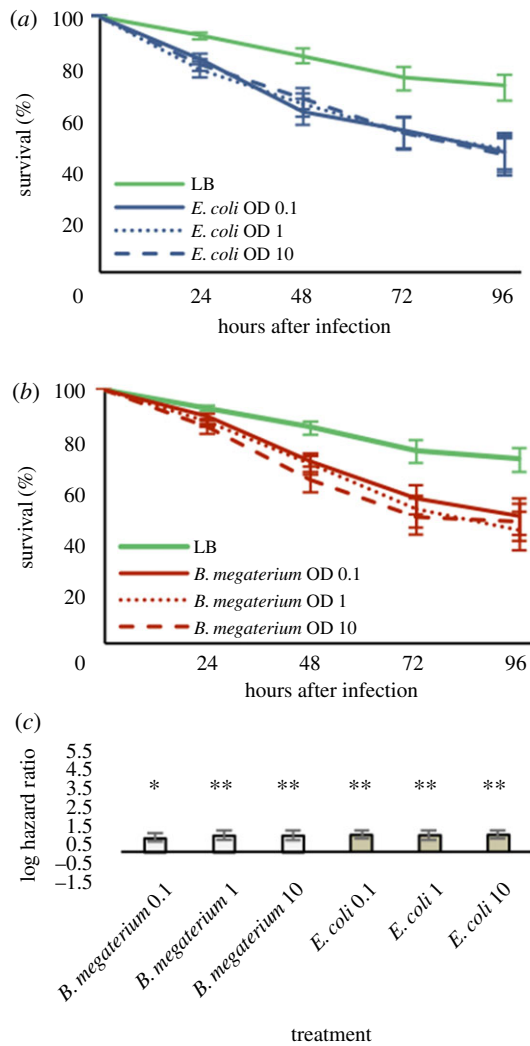 (a)
100
80
60
40
20
0
survival (%)
LB
E. coli OD 0.1
E. coli OD 1
E. coli OD 10
24 48 72 96
hours after infection
(b)
100
80
60
40
20
0
survival (%)
LB
B. megaterium OD 0.1
B. megaterium OD 1
B. megaterium OD 10
24 48 72 96
hours after infection
(c)
log hazard ratio
5.5
4.5
3.5
2.5
1.5
0.5
–0.5
–1.5
* ** ** ** ** **
B. megaterium 0.1
B. megaterium 1
B. megaterium 10
E. coli 0.1
E. coli 1
E. coli 10
treatment